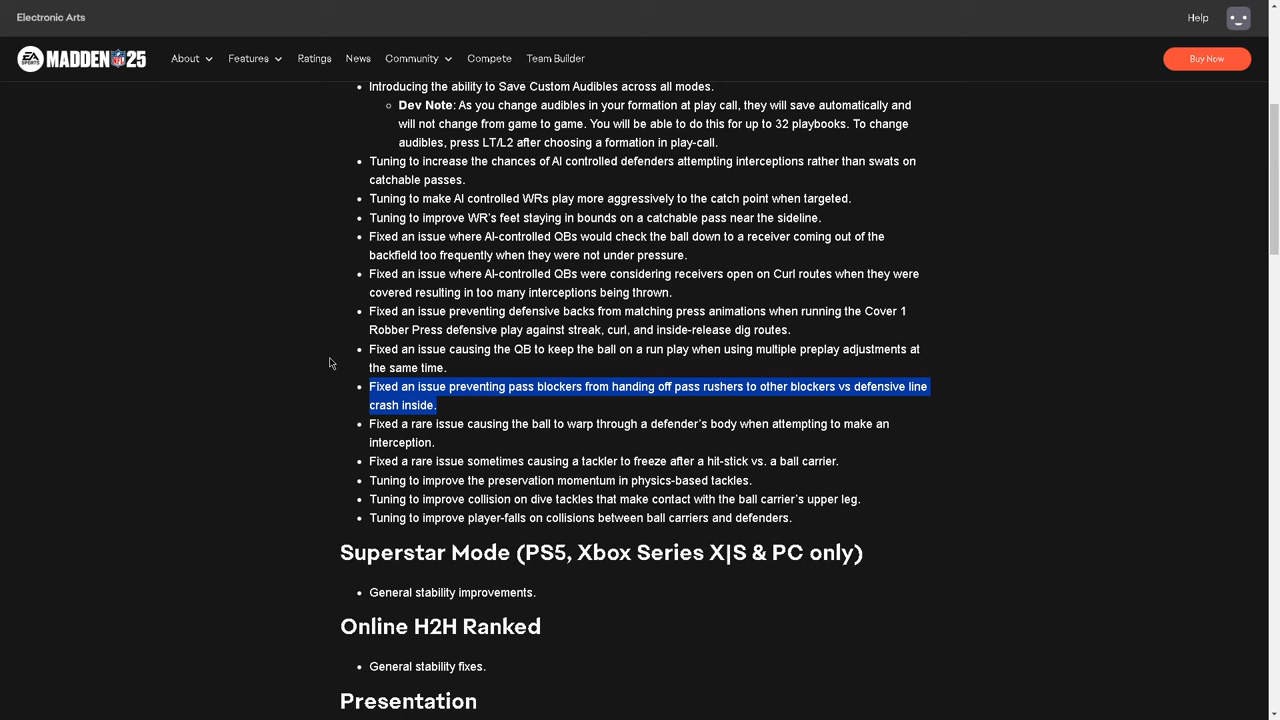 Electronic Arts
Help
EA SPORTS MADDEN NFL 25
About
Features
Ratings
News
Community
Compete
Team Builder
Buy Now
Introducing the ability to Save Custom Audibles across all modes.
Dev Note: As you change audibles in your formation at play call, they will save automatically and
will not change from game to game. You will be able to do this for up to 32 playbooks. To change
audibles, press LT/L2 after choosing a formation in play-call.
Tuning to increase the chances of AI controlled defenders attempting interceptions rather than swats on
catchable passes.
Tuning to make AI controlled WRs play more aggressively to the catch point when targeted.
Tuning to improve WR's feet staying in bounds on a catchable pass near the sideline.
Fixed an issue where AI-controlled QBs would check the ball down to a receiver coming out of the
backfield too frequently when they were not under pressure.
Fixed an issue where AI-controlled QBs were considering receivers open on Curl routes when they were
covered resulting in too many interceptions being thrown.
Fixed an issue preventing defensive backs from matching press animations when running the Cover 1
Robber Press defensive play against streak, curl, and inside-release dig routes.
Fixed an issue causing the QB to keep the ball on a run play when using multiple preplay adjustments at
the same time.
Fixed an issue preventing pass blockers from handing off pass rushers to other blockers vs defensive line
crash inside.
Fixed a rare issue causing the ball to warp through a defender's body when attempting to make an
interception.
Fixed a rare issue sometimes causing a tackler to freeze after a hit-stick vs. a ball carrier.
Tuning to improve the preservation momentum in physics-based tackles.
Tuning to improve collision on dive tackles that make contact with the ball carrier's upper leg.
Tuning to improve player-falls on collisions between ball carriers and defenders.
Superstar Mode (PS5, Xbox Series X|S & PC only)
General stability improvements.
Online H2H Ranked
General stability fixes.
Presentation